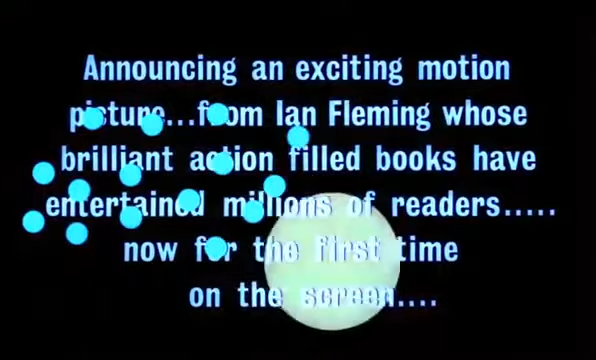 Announcing an exciting motion
picture...from Ian Fleming whose
brilliant action filled books have
entertained millions of readers.....
now for the first time
on the screen....